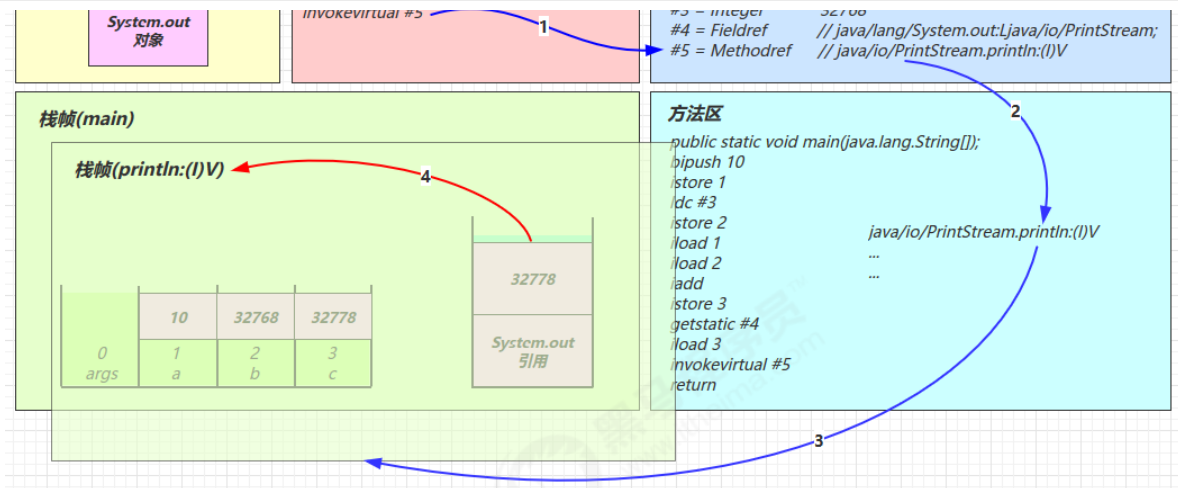 System.out
对象
invokevirtual #5
1
#3 = Integer 32768
#4 = Fieldref // java/lang/System.out:Ljava/io/PrintStream;
#5 = Methodref // java/io/PrintStream.println:(I)V
栈帧(main)
栈帧(println:(I)V)
4
32778
System.out
引用
10 32768 32778
0 1 2 3
args a b c
方法区
2
public static void main(java.lang.String[]);
bipush 10
istore 1
ldc #3
istore 2
iload 1
iload 2
iadd
istore 3
getstatic #4
iload 3
invokevirtual #5
return
java/io/PrintStream.println:(I)V
...
...
3